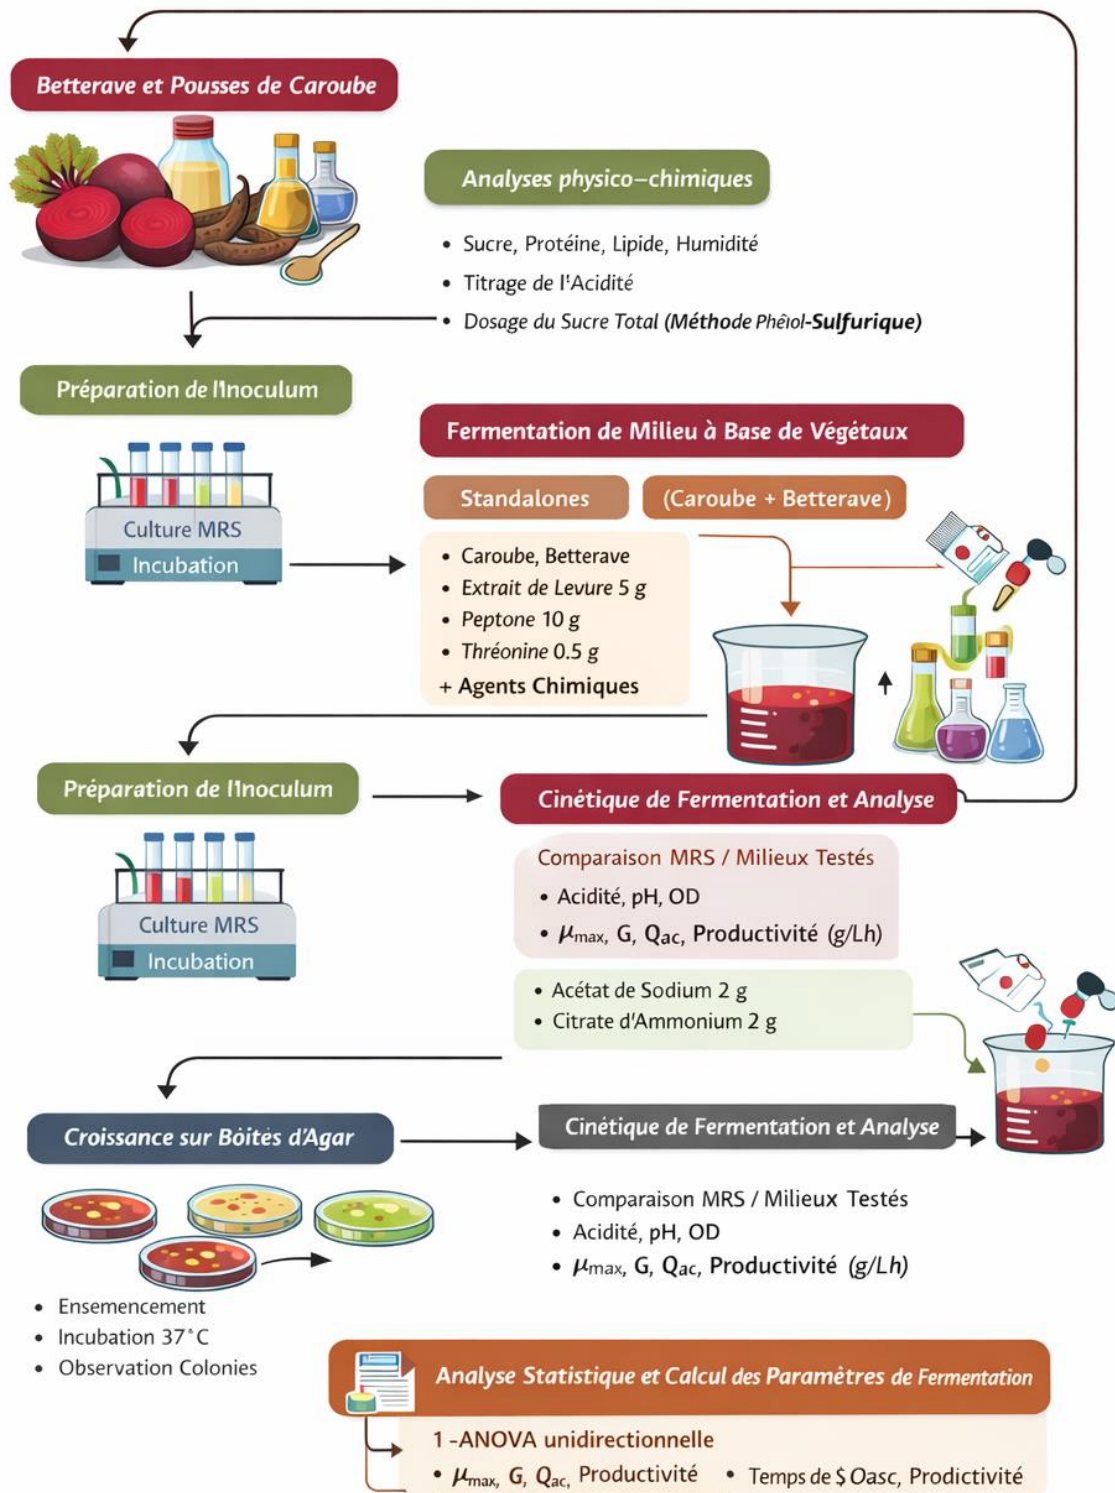 Betterave et Pousses de Caroube
Analyses physico-chimiques
• Sucre, Protéine, Lipide, Humidité
• Titrage de l'Acidité
• Dosage du Sucre Total (Méthode Phêiol-Sulfurique)
Préparation de l'Inoculum
Culture MRS
Incubation
Fermentation de Milieu à Base de Végétaux
Standalones
(Caroube + Betterave)
• Caroube, Betterave
• Extrait de Levure 5 g
• Peptone 10 g
• Thréonine 0.5 g
+ Agents Chimiques
Préparation de l'Inoculum
Culture MRS
Incubation
Cinétique de Fermentation et Analyse
Comparaison MRS / Milieux Testés
• Acidité, pH, OD
• μmax, G, Qac, Productivité (g/Lh)
• Acétat de Sodium 2 g
• Citrate d'Ammonium 2 g
Croissance sur Bôites d'Agar
• Ensemencement
• Incubation 37°C
• Observation Colonies
Cinétique de Fermentation et Analyse
• Comparaison MRS / Milieux Testés
• Acidité, pH, OD
• μmax, G, Qac, Productivité (g/Lh)
Analyse Statistique et Calcul des Paramètres de Fermentation
1 -ANOVA unidirectionnelle
• μmax, G, Qac, Productivité
• Temps de $ Oasc, Prodictivité